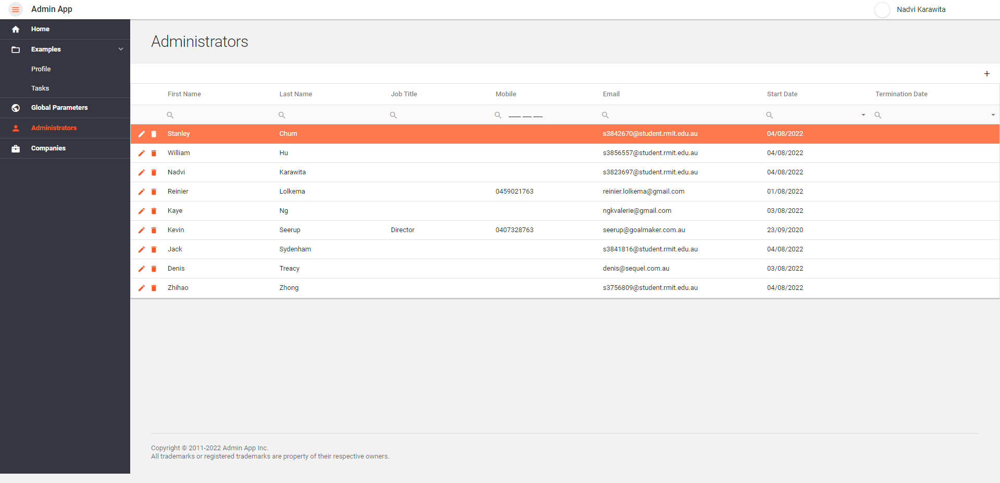 Admin App
Nadvi Karawita
Home
Examples
Profile
Tasks
Global Parameters
Administrators
Companies
Administrators
+
First Name Last Name Job Title Mobile Email Start Date Termination Date
____ ___ ___
Stanley Chum s3842670@student.rmit.edu.au 04/08/2022
William Hu s3856557@student.rmit.edu.au 04/08/2022
Nadvi Karawita s3823697@student.rmit.edu.au 04/08/2022
Reinier Lolkema 0459021763 reinier.lolkema@gmail.com 01/08/2022
Kaye Ng ngkvalerie@gmail.com 03/08/2022
Kevin Seerup Director 0407328763 seerup@goalmaker.com.au 23/09/2020
Jack Sydenham s3841816@student.rmit.edu.au 04/08/2022
Denis Treacy denis@sequel.com.au 03/08/2022
Zhihao Zhong s3756809@student.rmit.edu.au 04/08/2022
Copyright © 2011-2022 Admin App Inc.
All trademarks or registered trademarks are property of their respective owners.